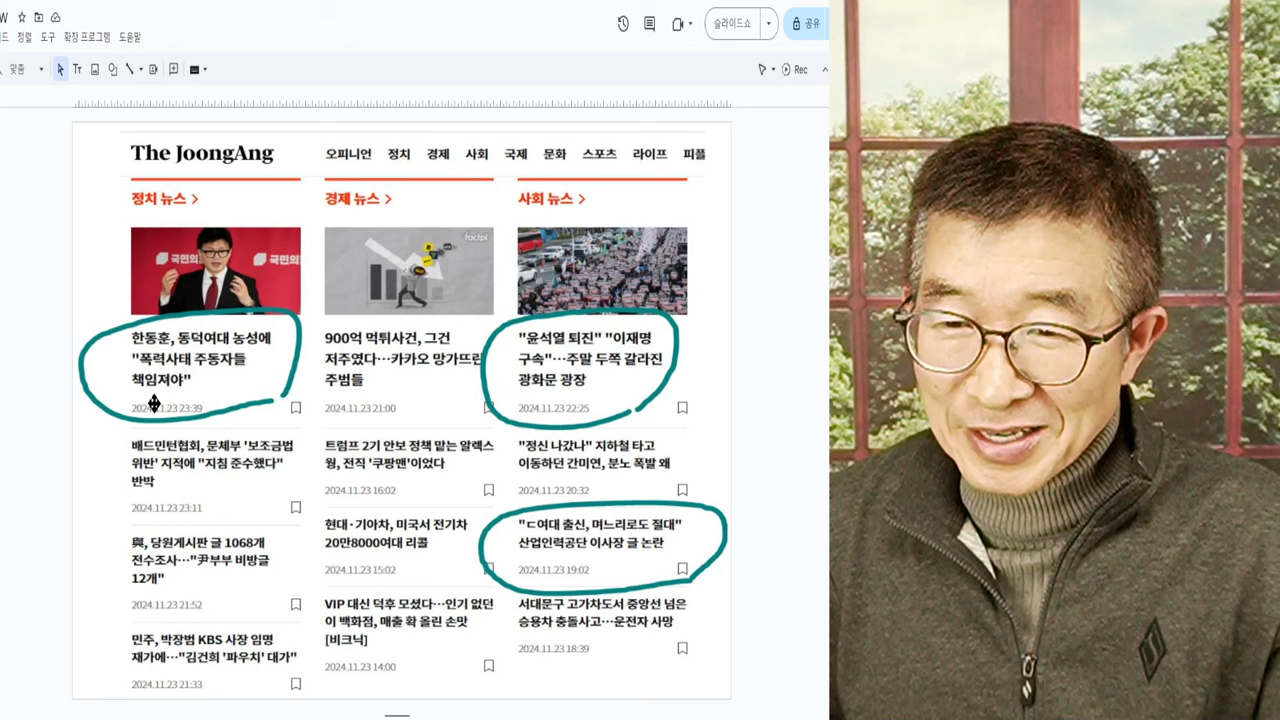 W
정렬 도구 확장 프로그램 도움말
슬라이드쇼
공유
맞춤
Tr
Rec
The JoongAng
오피니언 정치 경제 사회 국제 문화 스포츠 라이프 피플
정치 뉴스 >
국민의
국민의
한동훈, 동덕여대 농성에
"폭력사태 주동자들
책임져야"
2024.11.23 23:39
배드민턴협회, 문체부 '보조금법
위반' 지적에 "지침 준수했다"
반박
2024.11.23 23:11
與, 당원게시판 글 1068개
전수조사…"尹부부 비방글
12개"
2024.11.23 21:52
민주, 박장범 KBS 사장 임명
재가에…"김건희 '파우치' 대가"
2024.11.23 21:33
경제 뉴스 >
factpl
900억 먹튀사건, 그건
저주였다…카카오 망가뜨린
주범들
2024.11.23 21:00
트럼프 2기 안보 정책 맡는 알렉스
웡, 전직 '쿠팡맨'이었다
2024.11.23 16:02
현대·기아차, 미국서 전기차
20만8000여대 리콜
2024.11.23 15:02
VIP 대신 덕후 모셨다…인기 없던
이 백화점, 매출 확 올린 손맛
[비크닉]
2024.11.23 14:00
사회 뉴스 >
"윤석열 퇴진" "이재명
구속"…주말 두쪽 갈라진
광화문 광장
2024.11.23 22:25
"정신 나갔나" 지하철 타고
이동하던 간미연, 분노 폭발 왜
2024.11.23 20:32
"ㄷ여대 출신, 며느리로도 절대"
산업인력공단 이사장 글 논란
2024.11.23 19:02
서대문구 고가차도서 중앙선 넘은
승용차 충돌사고…운전자 사망
2024.11.23 18:39